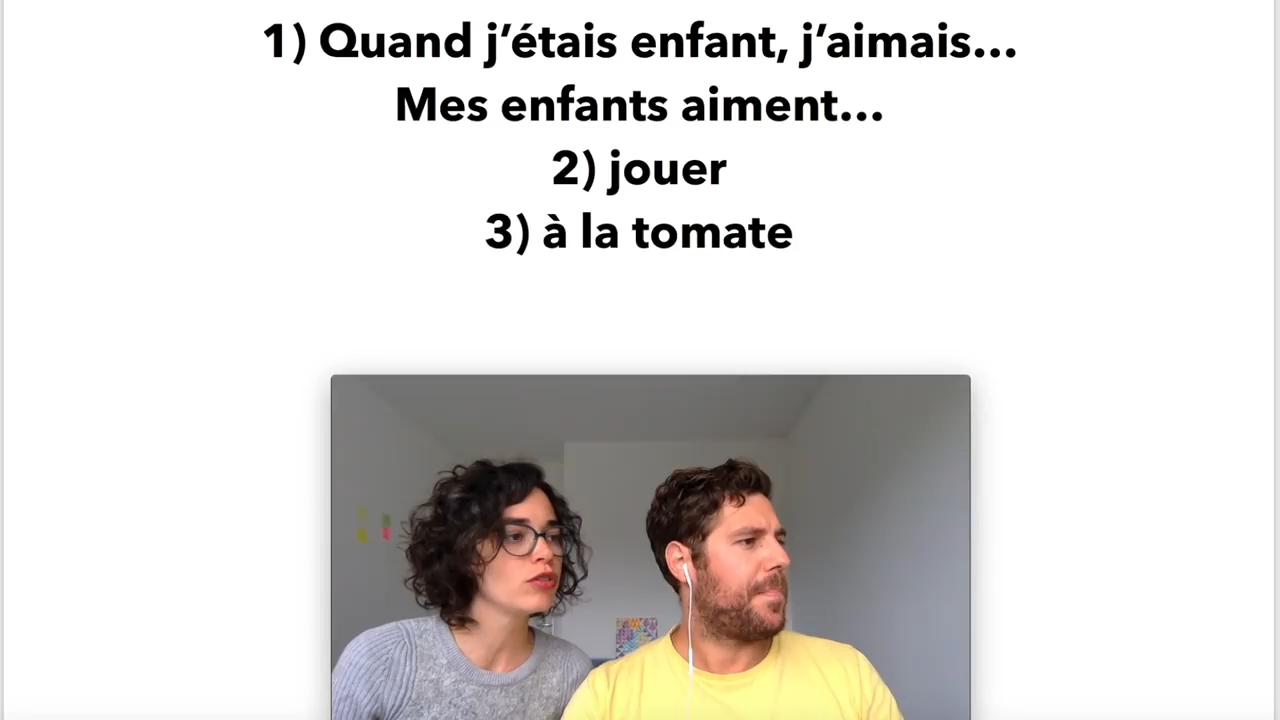 1) Quand j’étais enfant, j’aimais…
Mes enfants aiment…
2) jouer
3) à la tomate